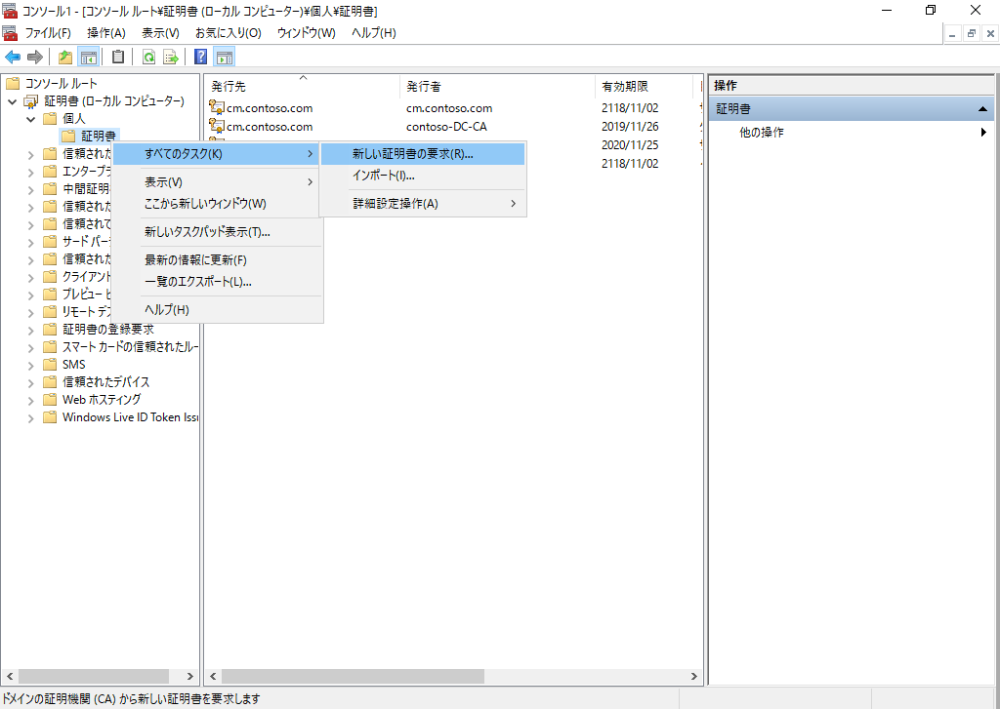 コンソール1 - [コンソール ルート¥証明書 (ローカル コンピューター)¥個人¥証明書]
ファイル(F) 操作(A) 表示(V) お気に入り(O) ウィンドウ(W) ヘルプ(H)
コンソール ルート
証明書 (ローカル コンピューター)
個人
証明書
信頼された
エンタープラ
中間証明
信頼された
信頼されて
サード パー
信頼された
クライアント
プレビュー ビ
リモート デス
証明書の登録要求
スマート カードの信頼されたルー
SMS
信頼されたデバイス
Web ホスティング
Windows Live ID Token Issu
発行先 発行者 有効期限
cm.contoso.com cm.contoso.com 2118/11/02
cm.contoso.com contoso-DC-CA 2019/11/26
2020/11/25
2118/11/02
すべてのタスク(K)
表示(V)
ここから新しいウィンドウ(W)
新しいタスクパッド表示(T)...
最新の情報に更新(F)
一覧のエクスポート(L)...
ヘルプ(H)
新しい証明書の要求(R)...
インポート(I)...
詳細設定操作(A)
操作
証明書
他の操作
ドメインの証明機関 (CA) から新しい証明書を要求します